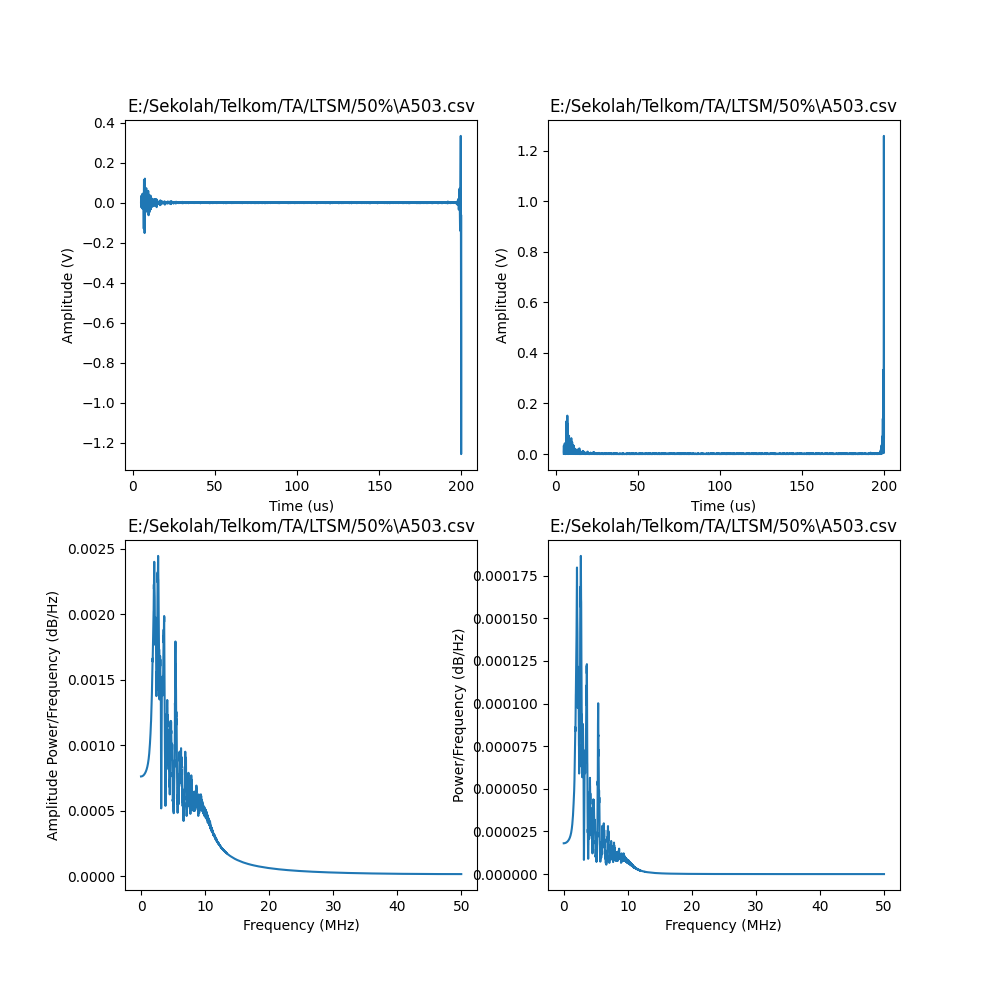 E:/Sekolah/Telkom/TA/LTSM/50%\A503.csv
Amplitude (V)
0.4
0.2
0.0
−0.2
−0.4
−0.6
−0.8
−1.0
−1.2
0 50 100 150 200
Time (us)
E:/Sekolah/Telkom/TA/LTSM/50%\A503.csv
Amplitude (V)
1.2
1.0
0.8
0.6
0.4
0.2
0.0
0 50 100 150 200
Time (us)
E:/Sekolah/Telkom/TA/LTSM/50%\A503.csv
Amplitude Power/Frequency (dB/Hz)
0.0025
0.0020
0.0015
0.0010
0.0005
0.0000
0 10 20 30 40 50
Frequency (MHz)
E:/Sekolah/Telkom/TA/LTSM/50%\A503.csv
Power/Frequency (dB/Hz)
0.000175
0.000150
0.000125
0.000100
0.000075
0.000050
0.000025
0.000000
0 10 20 30 40 50
Frequency (MHz)